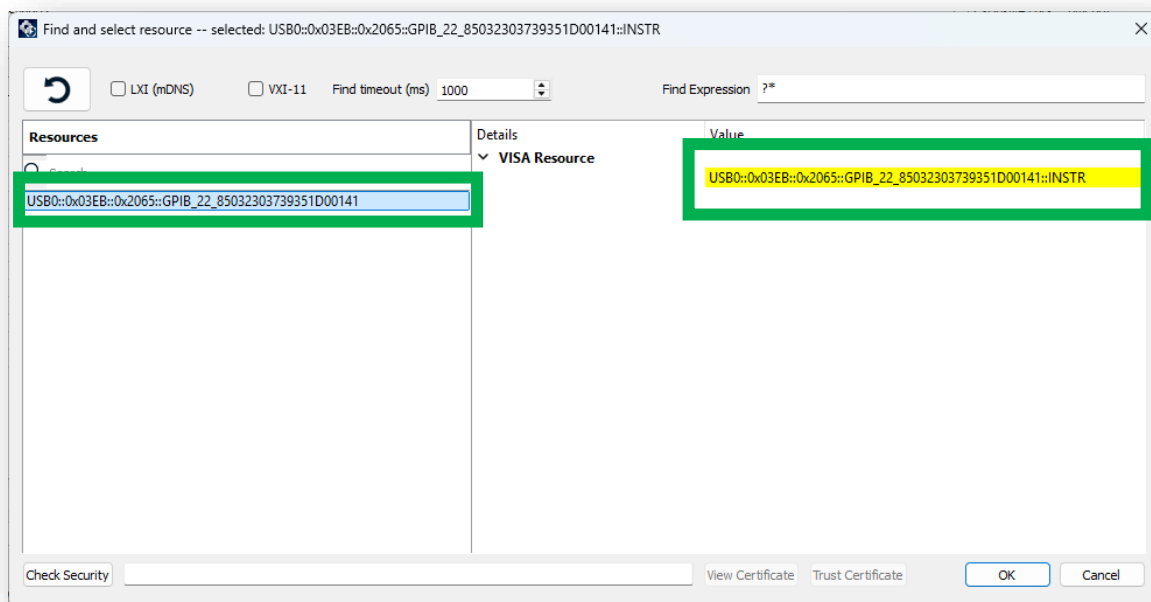 Find and select resource -- selected: USB0::0x03EB::0x2065::GPIB_22_85032303739351D00141::INSTR
LXI (mDNS) VXI-11 Find timeout (ms) 1000 Find Expression ?*
Resources Details Value
VISA Resource
USB0::0x03EB::0x2065::GPIB_22_85032303739351D00141::INSTR
USB0::0x03EB::0x2065::GPIB_22_85032303739351D00141
Check Security View Certificate Trust Certificate OK Cancel